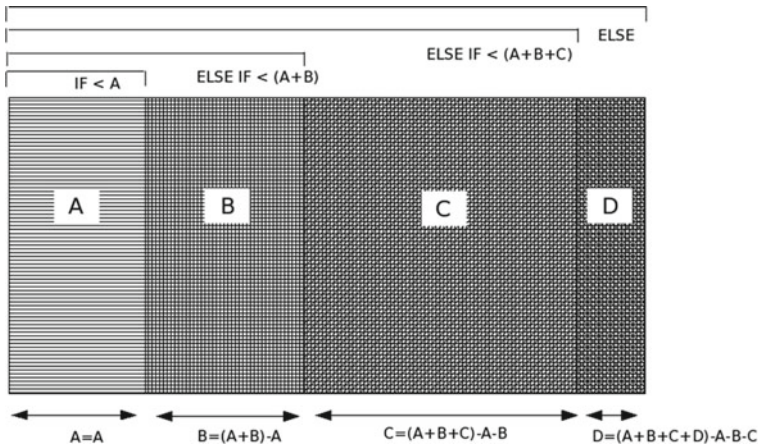 ELSE
ELSE IF < (A+B+C)
ELSE IF < (A+B)
IF < A
A
B
C
D
A=A
B=(A+B)-A
C=(A+B+C)-A-B
D=(A+B+C+D)-A-B-C